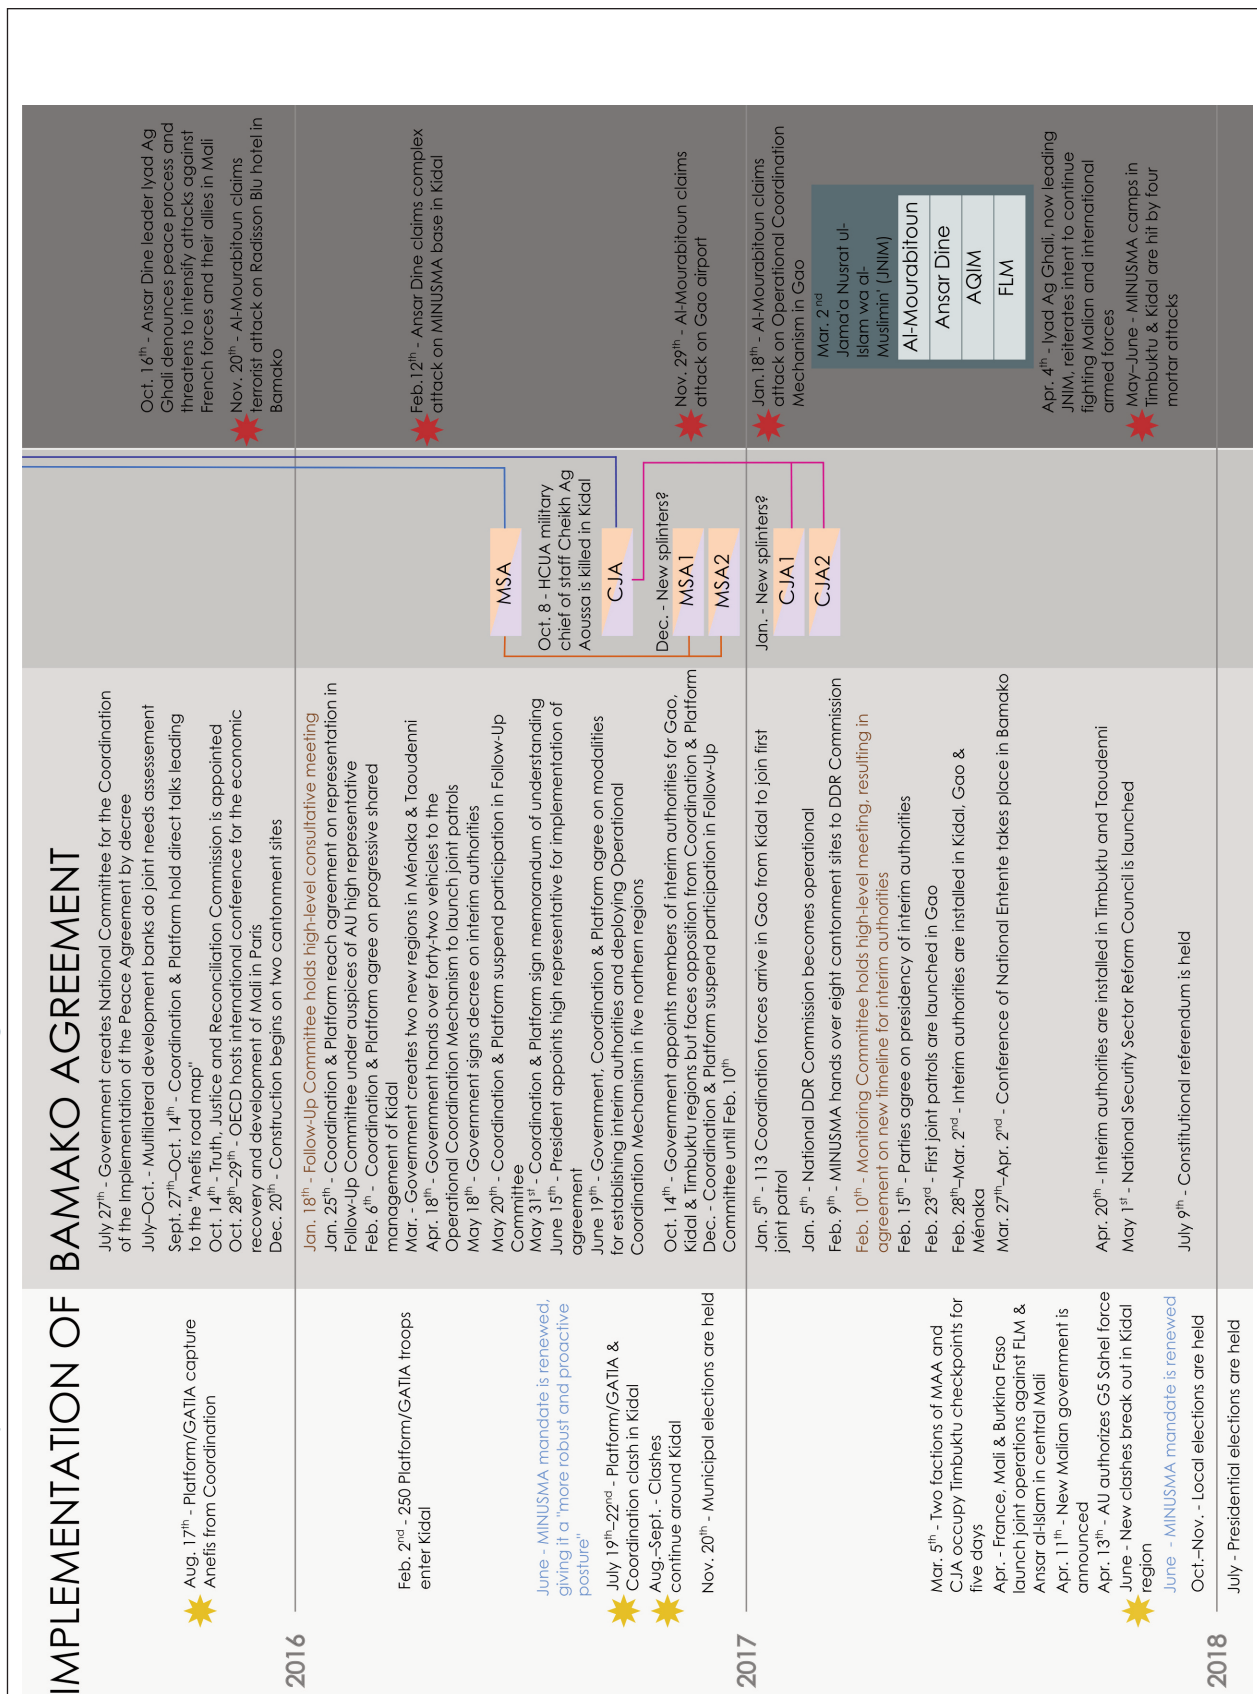 IMPLEMENTATION OF BAMAKO AGREEMENT
Aug. 17th - Platform/GATIA capture
Anefis from Coordination
2016
Feb. 2nd - 250 Platform/GATIA troops
enter Kidal
June - MINUSMA mandate is renewed,
giving it a "more robust and proactive
posture"
July 19th–22nd - Platform/GATIA &
Coordination clash in Kidal
Aug.–Sept. - Clashes
continue around Kidal
Nov. 20th - Municipal elections are held
2017
Mar. 5th - Two factions of MAA and
CJA occupy Timbuktu checkpoints for
five days
Apr. - France, Mali & Burkina Faso
launch joint operations against FLM &
Ansar al-Islam in central Mali
Apr. 11th - New Malian government is
announced
Apr. 13th - AU authorizes G5 Sahel force
June - New clashes break out in Kidal
region
June - MINUSMA mandate is renewed
Oct.–Nov. - Local elections are held
2018
July - Presidential elections are held
July 27th - Government creates National Committee for the Coordination
of the Implementation of the Peace Agreement by decree
July–Oct. - Multilateral development banks do joint needs assessement
Sept. 27th–Oct. 14th - Coordination & Platform hold direct talks leading
to the "Anefis road map"
Oct. 14th - Truth, Justice and Reconciliation Commission is appointed
Oct. 28th–29th - OECD hosts international conference for the economic
recovery and development of Mali in Paris
Dec. 20th - Construction begins on two cantonment sites
Jan. 18th - Follow-Up Committee holds high-level consultative meeting
Jan. 25th - Coordination & Platform reach agreement on representation in
Follow-Up Committee under auspices of AU high representative
Feb. 6th - Coordination & Platform agree on progressive shared
management of Kidal
Mar. - Government creates two new regions in Ménaka & Taoudenni
Apr. 18th - Government hands over forty-two vehicles to the
Operational Coordination Mechanism to launch joint patrols
May 18th - Government signs decree on interim authorities
May 20th - Coordination & Platform suspend participation in Follow-Up
Committee
May 31st - Coordination & Platform sign memorandum of understanding
June 15th - President appoints high representative for implementation of
agreement
June 19th - Government, Coordination & Platform agree on modalities
for establishing interim authorities and deploying Operational
Coordination Mechanism in five northern regions
Oct. 14th - Government appoints members of interim authorities for Gao,
Kidal & Timbuktu regions but faces opposition from Coordination & Platform
Dec. - Coordination & Platform suspend participation in Follow-Up
Committee until Feb. 10th
Jan. 5th - 113 Coordination forces arrive in Gao from Kidal to join first
joint patrol
Jan. 5th - National DDR Commission becomes operational
Feb. 9th - MINUSMA hands over eight cantonment sites to DDR Commission
Feb. 10th - Monitoring Committee holds high-level meeting, resulting in
agreement on new timeline for interim authorities
Feb. 15th - Parties agree on presidency of interim authorities
Feb. 23rd - First joint patrols are launched in Gao
Feb. 28th–Mar. 2nd - Interim authorities are installed in Kidal, Gao &
Ménaka
Mar. 27th–Apr. 2nd - Conference of National Entente takes place in Bamako
Apr. 20th - Interim authorities are installed in Timbuktu and Taoudenni
May 1st - National Security Sector Reform Council is launched
July 9th - Constitutional referendum is held
MSA
Oct. 8 - HCUA military
chief of staff Cheikh Ag
Aoussa is killed in Kidal
CJA
Dec. - New splinters?
MSA1
MSA2
Jan. - New splinters?
CJA1
CJA2
Oct. 16th - Ansar Dine leader Iyad Ag
Ghali denounces peace process and
threatens to intensify attacks against
French forces and their allies in Mali
Nov. 20th - Al-Mourabitoun claims
terrorist attack on Radisson Blu hotel in
Bamako
Feb.12th - Ansar Dine claims complex
attack on MINUSMA base in Kidal
Nov. 29th - Al-Mourabitoun claims
attack on Gao airport
Jan.18th - Al-Mourabitoun claims
attack on Operational Coordination
Mechanism in Gao
Mar. 2nd
Jama'a Nusrat ul-
Islam wa al-
Muslimin' (JNIM)
Al-Mourabitoun
Ansar Dine
AQIM
FLM
Apr. 4th - Iyad Ag Ghali, now leading
JNIM, reiterates intent to continue
fighting Malian and international
armed forces
May–June - MINUSMA camps in
Timbuktu & Kidal are hit by four
mortar attacks